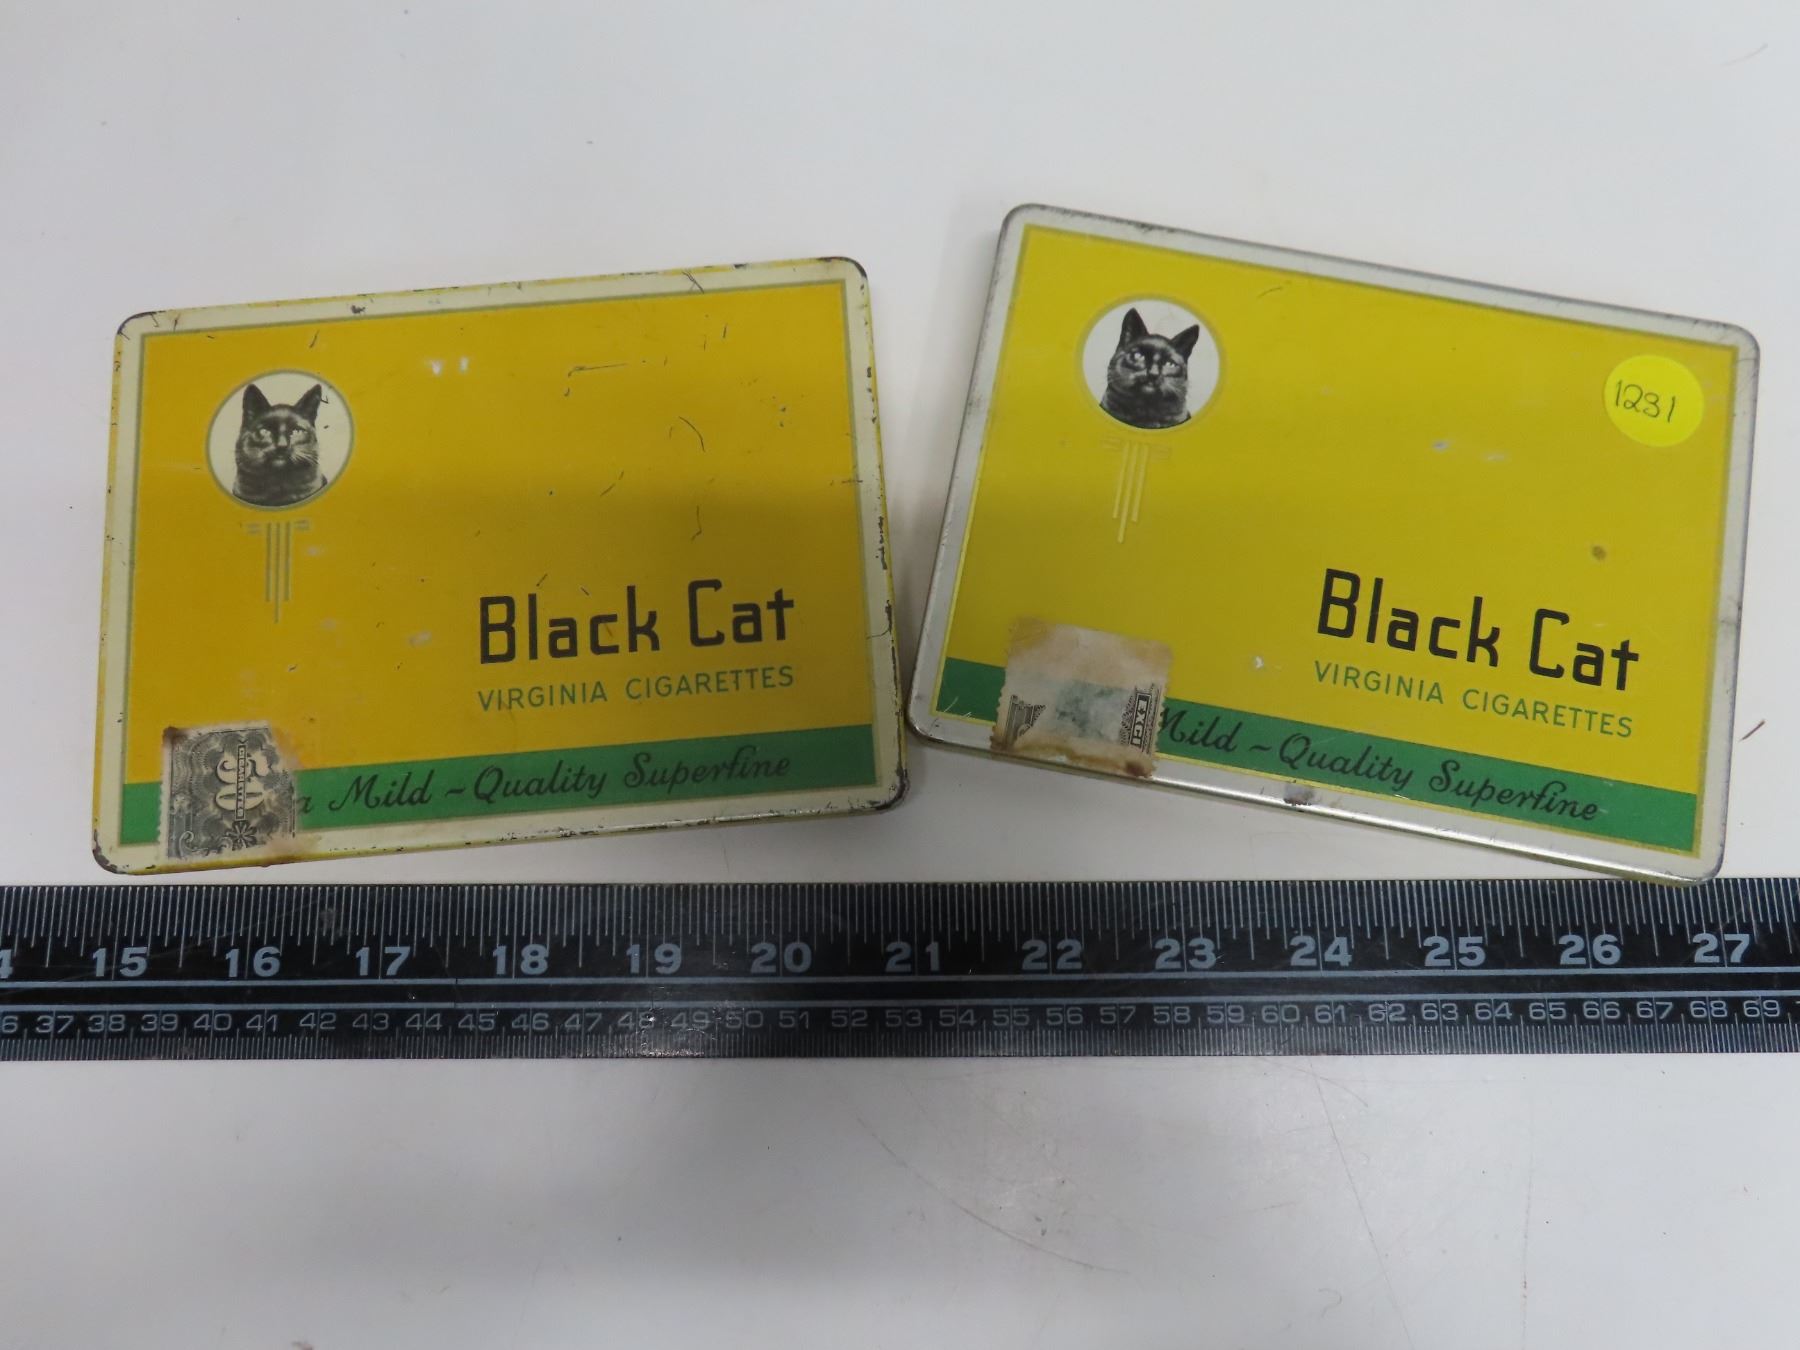 Black Cat
VIRGINIA CIGARETTES
Mild ~ Quality Superfine
50
CIGARETTES
1231
Black Cat
VIRGINIA CIGARETTES
Mild ~ Quality Superfine
EXCI
15 16 17 18 19 20 21 22 23 24 25 26 27
37 38 39 40 41 42 43 44 45 46 47 48 49 50 51 52 53 54 55 56 57 58 59 60 61 62 63 64 65 66 67 68 69